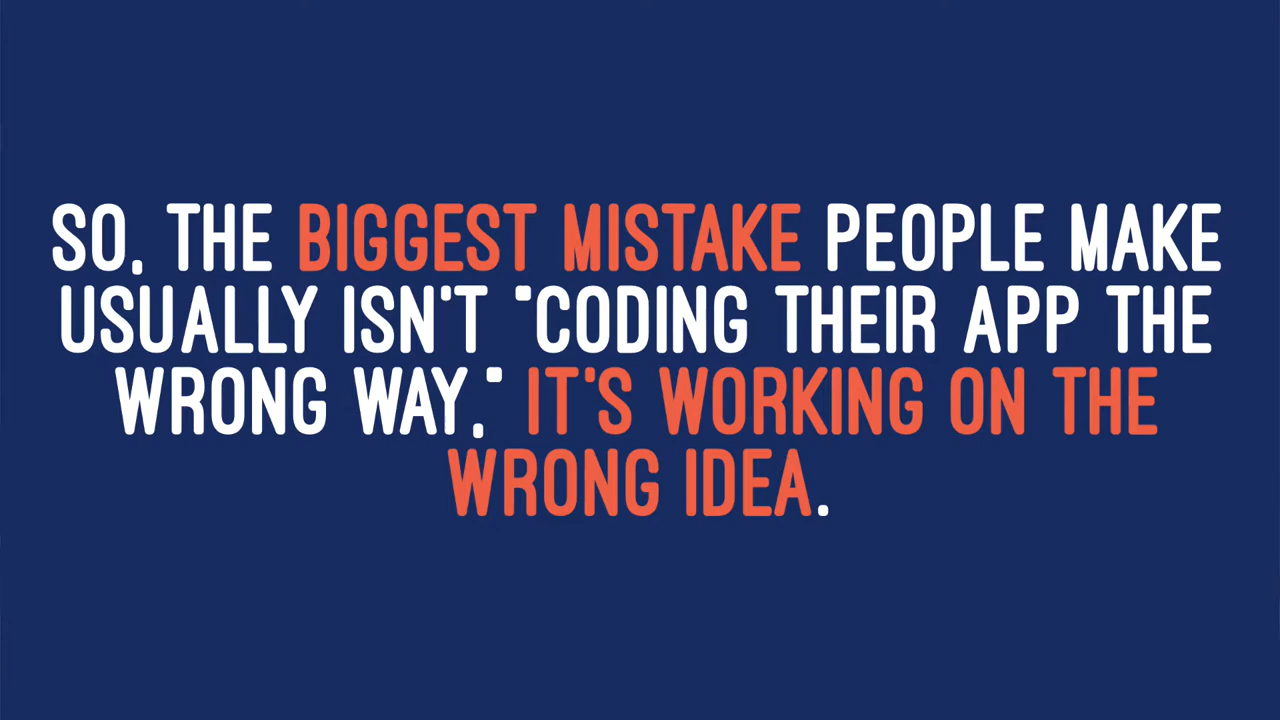 SO, THE BIGGEST MISTAKE PEOPLE MAKE
USUALLY ISN'T "CODING THEIR APP THE
WRONG WAY," IT'S WORKING ON THE
WRONG IDEA.